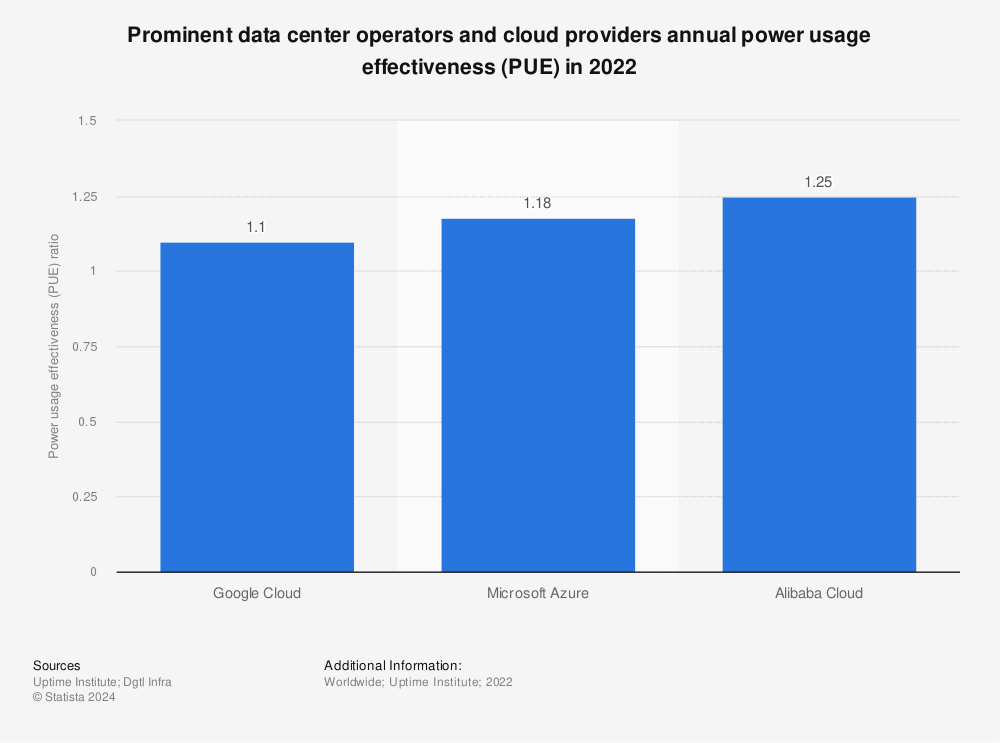 Prominent data center operators and cloud providers annual power usage
effectiveness (PUE) in 2022
Power usage effectiveness (PUE) ratio
1.5
1.25
1
0.75
0.5
0.25
0
1.1
1.18
1.25
Google Cloud
Microsoft Azure
Alibaba Cloud
Sources
Uptime Institute; Dgtl Infra
© Statista 2024
Additional Information:
Worldwide; Uptime Institute; 2022